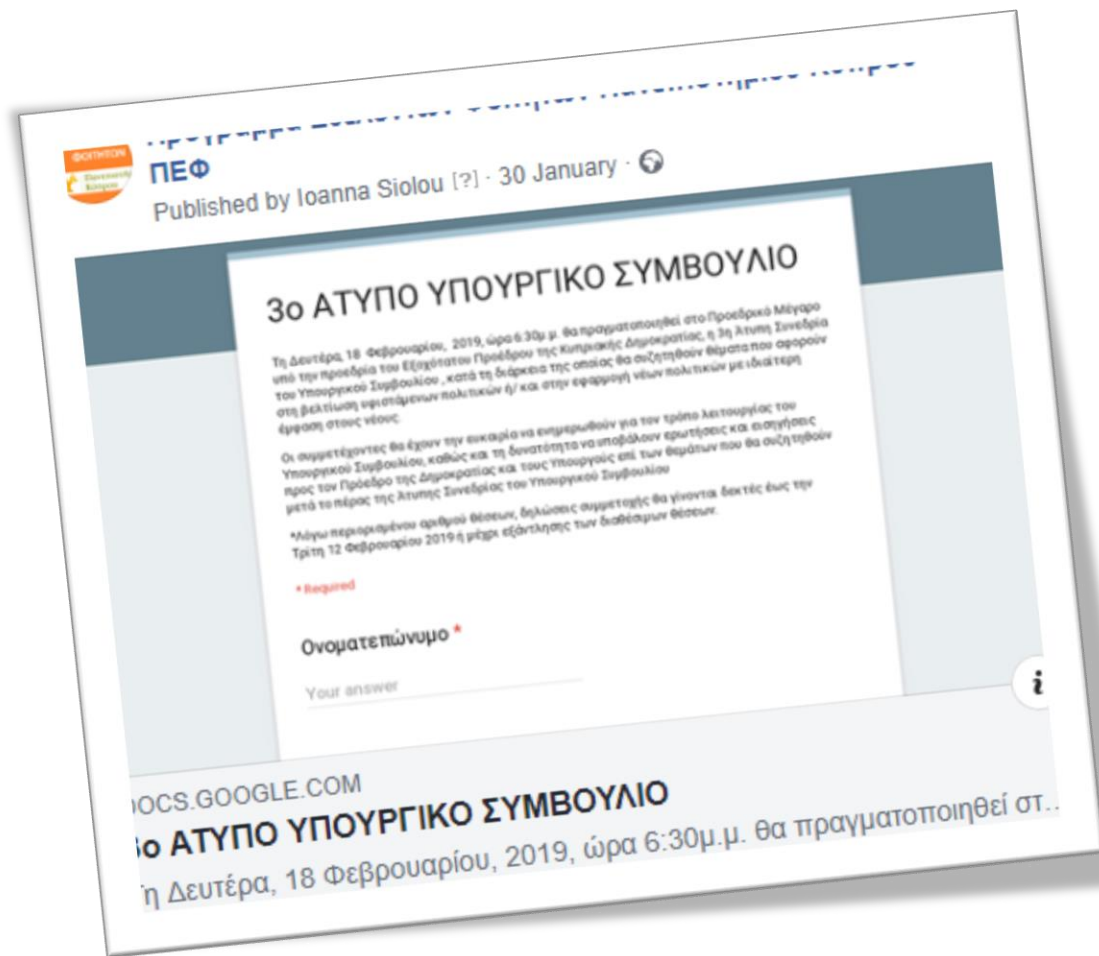 ΦΟΙΤΗΤΩΝ
Πανεπιστήμιο
Κύπρου
ΠΕΦ
Published by Ioanna Siolou [?] · 30 January ·
3ο ΑΤΥΠΟ ΥΠΟΥΡΓΙΚΟ ΣΥΜΒΟΥΛΙΟ
Τη Δευτέρα, 18 Φεβρουαρίου, 2019, ώρα 6:30μ.μ. θα πραγματοποιηθεί στο Προεδρικό Μέγαρο
υπό την προεδρία του Εξοχότατου Προέδρου της Κυπριακής Δημοκρατίας, η 3η Άτυπη Συνεδρία
του Υπουργικού Συμβουλίου , κατά τη διάρκεια της οποίας θα συζητηθούν θέματα που αφορούν
στη βελτίωση υφιστάμενων πολιτικών ή/ και στην εφαρμογή νέων πολιτικών με ιδιαίτερη
έμφαση στους νέους.
Οι συμμετέχοντες θα έχουν την ευκαιρία να ενημερωθούν για τον τρόπο λειτουργίας του
Υπουργικού Συμβουλίου, καθώς και τη δυνατότητα να υποβάλουν ερωτήσεις και εισηγήσεις
προς τον Πρόεδρο της Δημοκρατίας και τους Υπουργούς επί των θεμάτων που θα συζητηθούν
μετά το πέρας της Άτυπης Συνεδρίας του Υπουργικού Συμβουλίου
*Λόγω περιορισμένου αριθμού θέσεων, δηλώσεις συμμετοχής θα γίνονται δεκτές έως την
Τρίτη 12 Φεβρουαρίου 2019 ή μέχρι εξάντλησης των διαθέσιμων θέσεων.
* Required
Ονοματεπώνυμο *
Your answer
i
DOCS.GOOGLE.COM
3ο ΑΤΥΠΟ ΥΠΟΥΡΓΙΚΟ ΣΥΜΒΟΥΛΙΟ
Τη Δευτέρα, 18 Φεβρουαρίου, 2019, ώρα 6:30μ.μ. θα πραγματοποιηθεί στ...